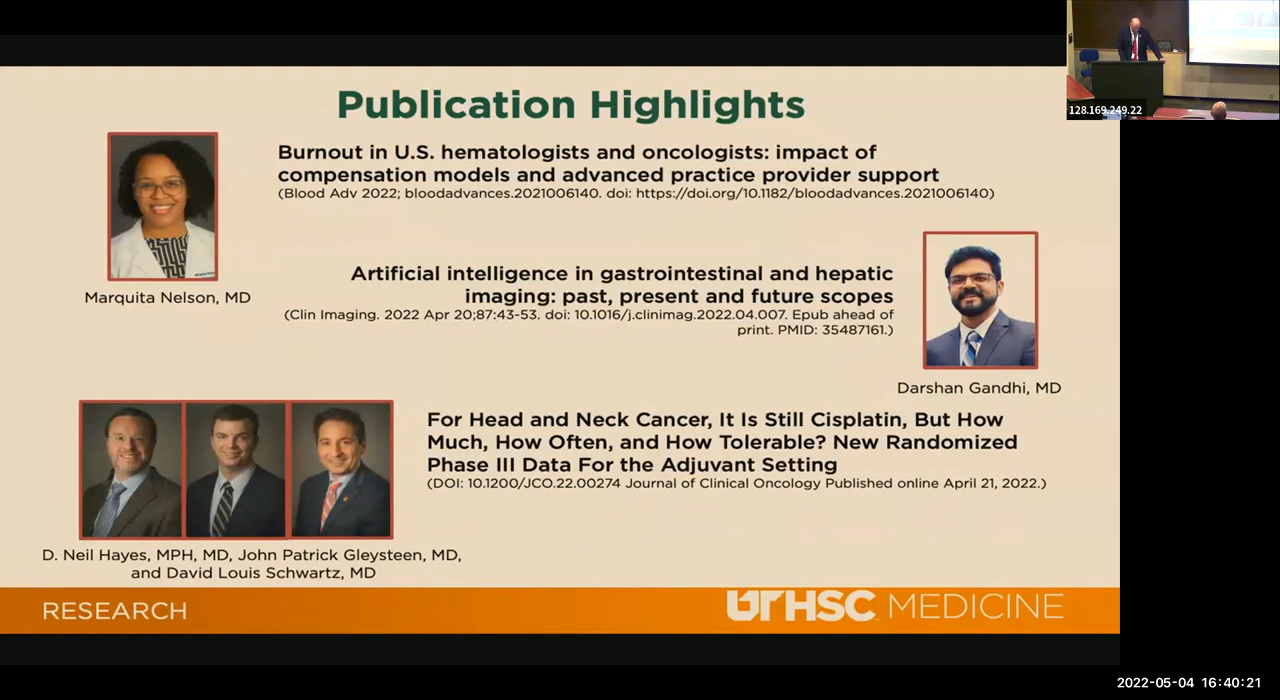 Publication Highlights
Burnout in U.S. hematologists and oncologists: impact of
compensation models and advanced practice provider support
(Blood Adv 2022; bloodadvances.2021006140. doi: https://doi.org/10.1182/bloodadvances.2021006140)
Marquita Nelson, MD
Artificial intelligence in gastrointestinal and hepatic
imaging: past, present and future scopes
(Clin Imaging. 2022 Apr 20;87:43-53. doi: 10.1016/j.clinimag.2022.04.007. Epub ahead of
print. PMID: 35487161.)
Darshan Gandhi, MD
For Head and Neck Cancer, It Is Still Cisplatin, But How
Much, How Often, and How Tolerable? New Randomized
Phase III Data For the Adjuvant Setting
(DOI: 10.1200/JCO.22.00274 Journal of Clinical Oncology Published online April 21, 2022.)
D. Neil Hayes, MPH, MD, John Patrick Gleysteen, MD,
and David Louis Schwartz, MD
RESEARCH
UTHSC MEDICINE
128.169.249.22
2022-05-04 16:40:21